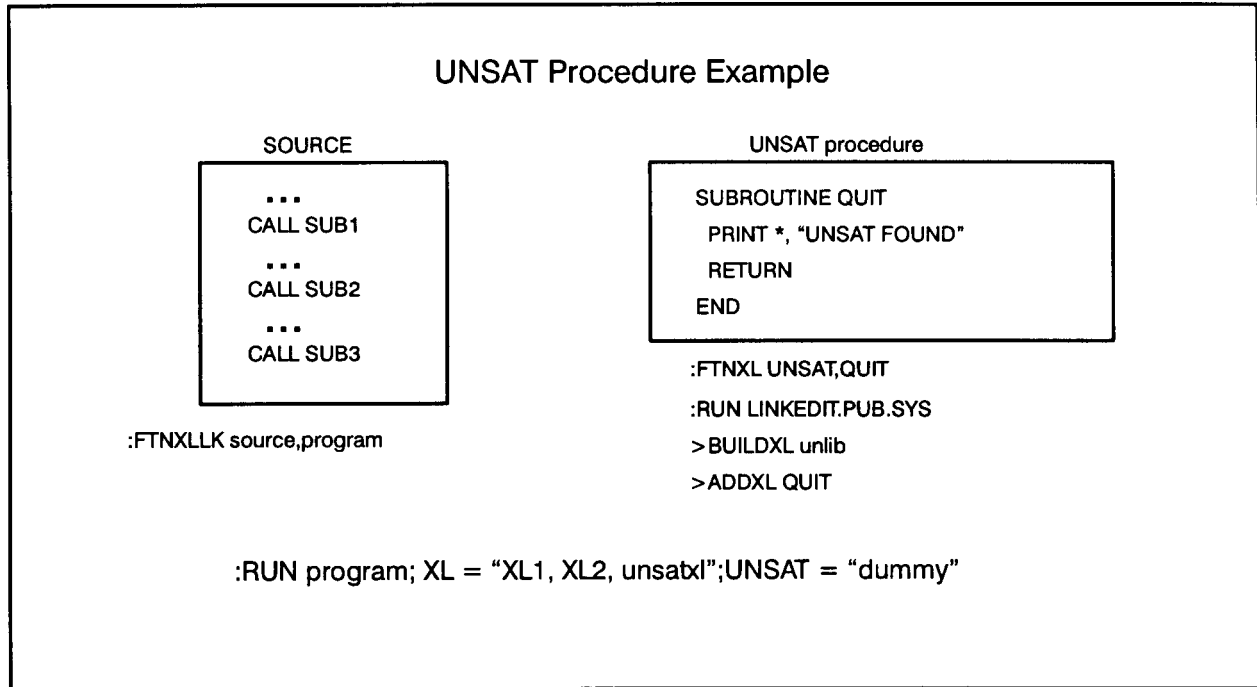 UNSAT Procedure Example
SOURCE
...
CALL SUB1
...
CALL SUB2
...
CALL SUB3
:FTNXLLK source,program
UNSAT procedure
SUBROUTINE QUIT
PRINT *, “UNSAT FOUND”
RETURN
END
:FTNXL UNSAT,QUIT
:RUN LINKEDIT.PUB.SYS
>BUILDXL unlib
>ADDXL QUIT
:RUN program; XL = “XL1, XL2, unsatxl”;UNSAT = “dummy”